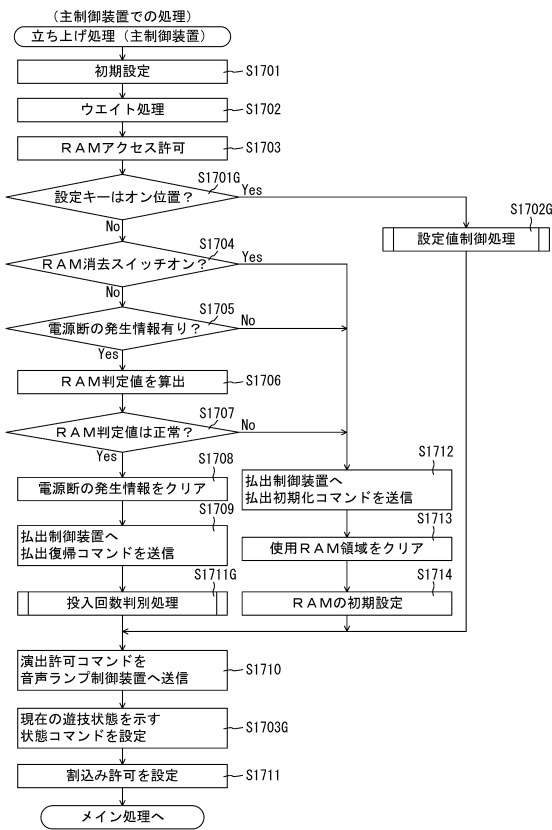 （主制御装置での処理）
立ち上げ処理（主制御装置）
初期設定
S1701
ウエイト処理
S1702
ＲＡＭアクセス許可
S1703
S1701G
設定キーはオン位置？
Yes
No
S1702G
設定値制御処理
S1704
ＲＡＭ消去スイッチオン？
Yes
No
S1705
電源断の発生情報有り？
No
Yes
ＲＡＭ判定値を算出
S1706
S1707
ＲＡＭ判定値は正常？
No
Yes
S1708
電源断の発生情報をクリア
S1712
払出制御装置へ
払出初期化コマンドを送信
S1709
払出制御装置へ
払出復帰コマンドを送信
S1713
使用ＲＡＭ領域をクリア
S1711G
投入回数判別処理
S1714
ＲＡＭの初期設定
演出許可コマンドを
音声ランプ制御装置へ送信
S1710
現在の遊技状態を示す
状態コマンドを設定
S1703G
割込み許可を設定
S1711
メイン処理へ